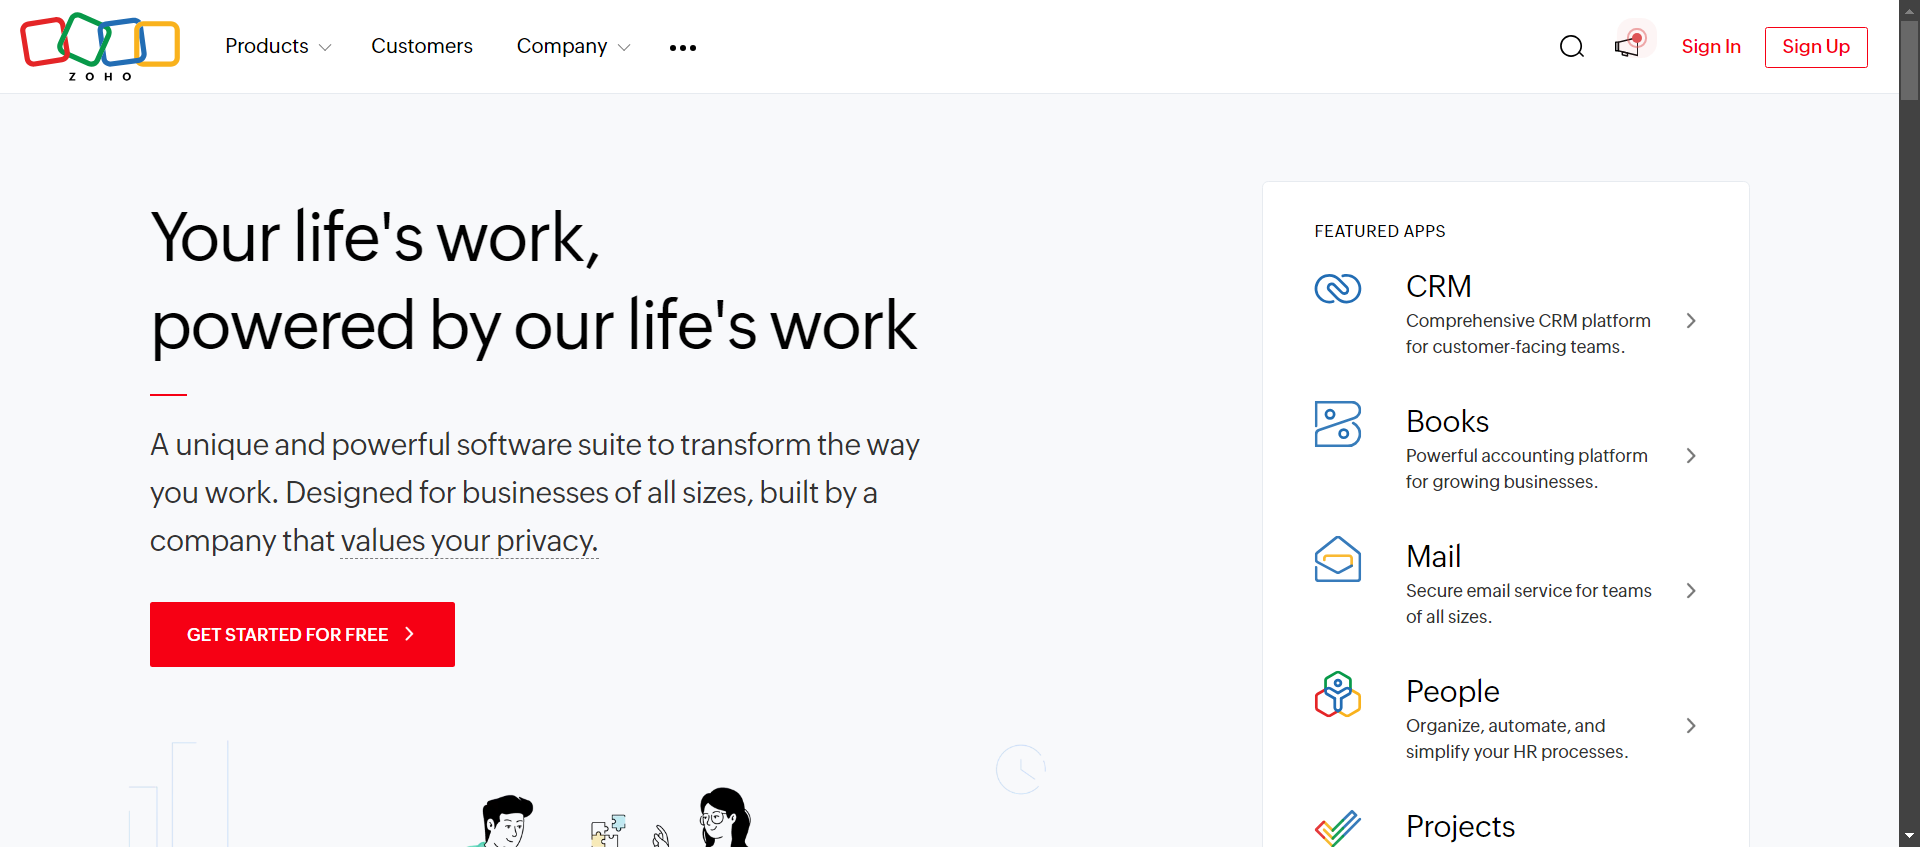 ZOHO
Products
Customers
Company
Sign In
Sign Up
Your life's work,
powered by our life's work
A unique and powerful software suite to transform the way
you work. Designed for businesses of all sizes, built by a
company that values your privacy.
GET STARTED FOR FREE
FEATURED APPS
CRM
Comprehensive CRM platform
for customer-facing teams.
Books
Powerful accounting platform
for growing businesses.
Mail
Secure email service for teams
of all sizes.
People
Organize, automate, and
simplify your HR processes.
Projects